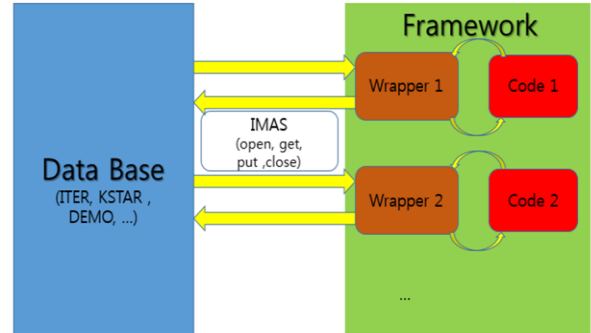 Framework
Wrapper 1
Code 1
IMAS
(open, get,
put ,close)
Data Base
(ITER, KSTAR ,
DEMO, ...)
Wrapper 2
Code 2
...